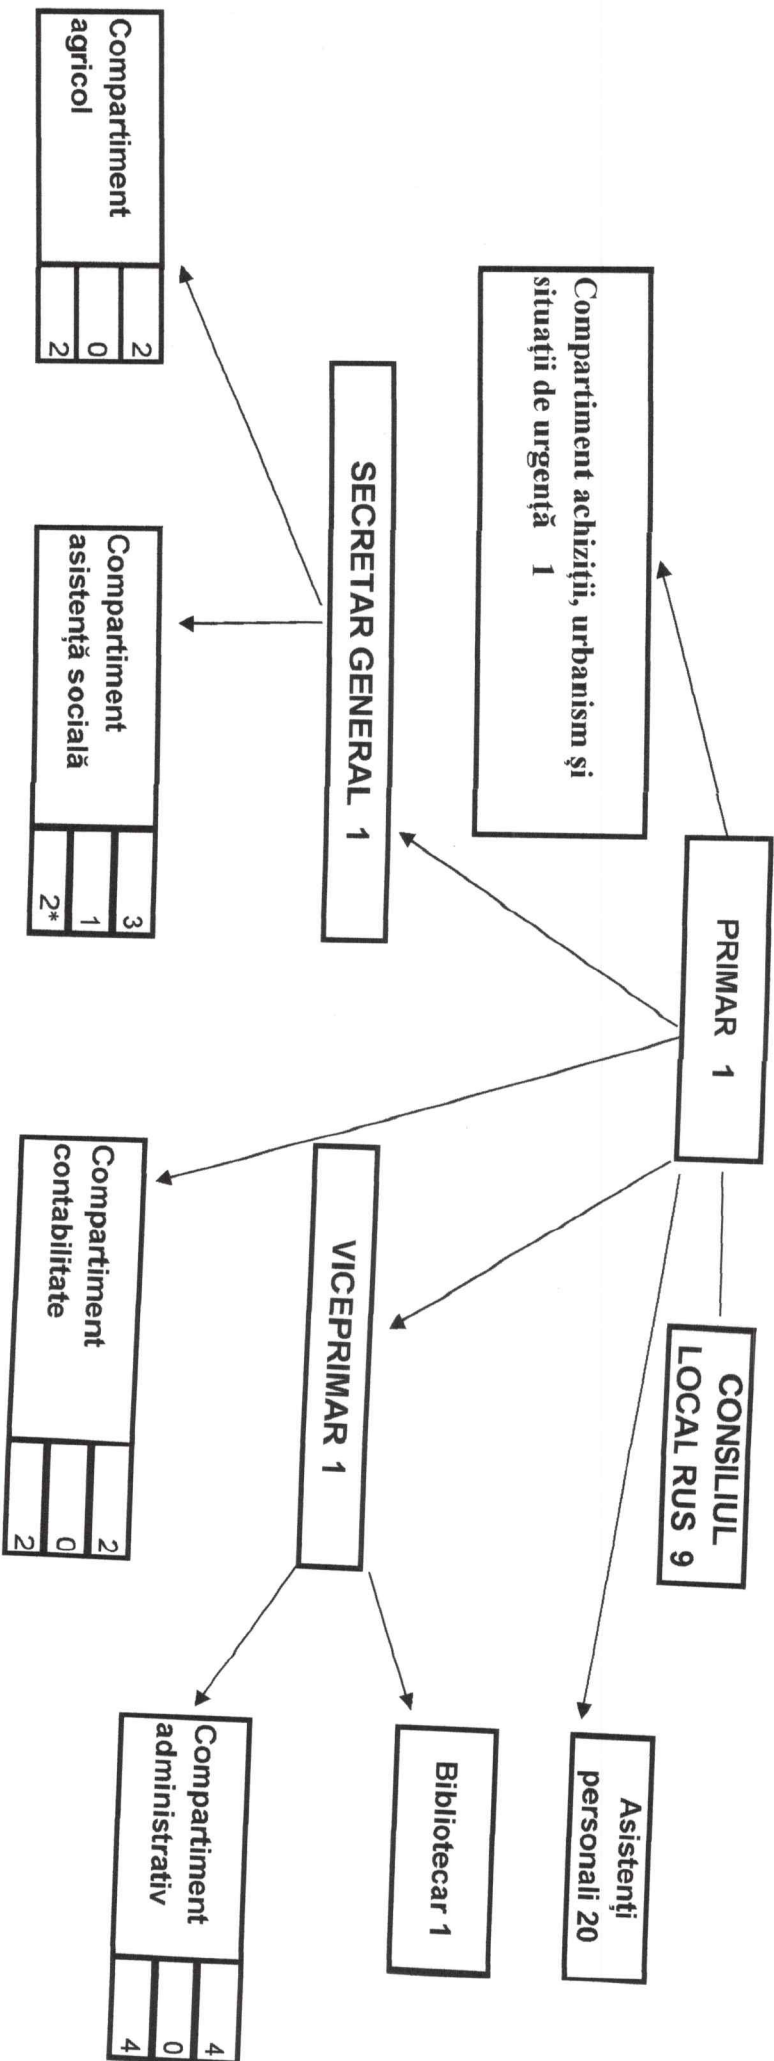 PRIMAR 1
CONSILIUL
LOCAL RUS 9
Compartiment achiziții, urbanism și
situații de urgență 1
Asistenți
personali 20
SECRETAR GENERAL 1
VICEPRIMAR 1
Bibliotecar 1
Compartiment
agricol
2
0
2
Compartiment
asistență socială
3
1
2*
Compartiment
contabilitate
2
0
2
Compartiment
administrativ
4
0
4